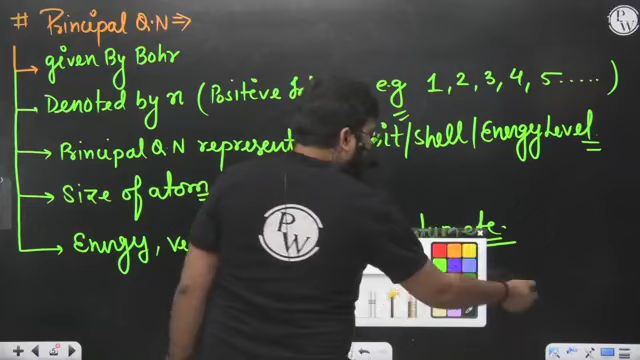 # Principal Q.N ⇒
given By Bohr
Denoted by n (Positive e.g 1, 2, 3, 4, 5.....)
Principal Q.N represent /Shell/Energy Level
Size of atom
Energy,
PW